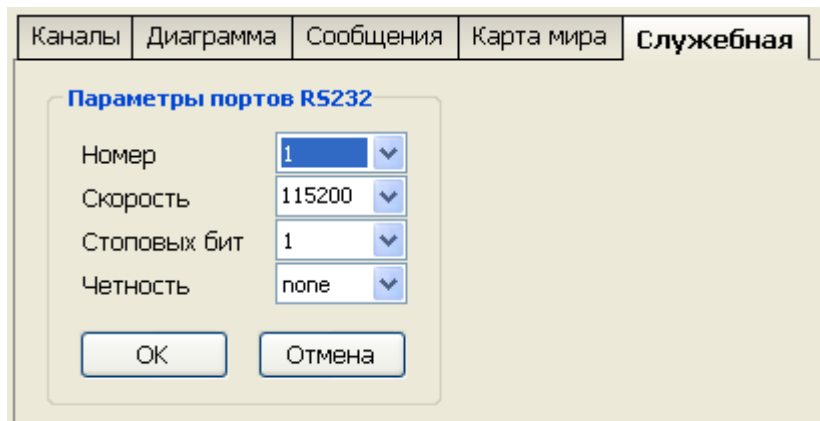 Каналы Диаграмма Сообщения Карта мира Служебная
Параметры портов RS232
Номер 1
Скорость 115200
Стоповых бит 1
Четность none
OK Отмена